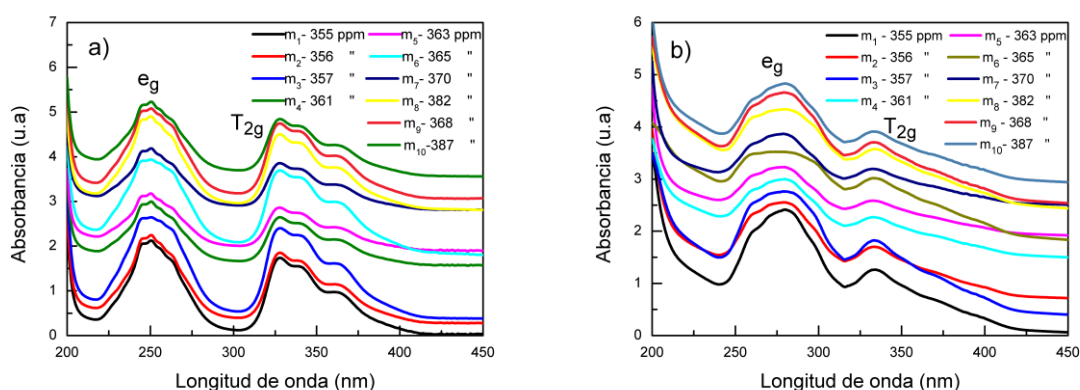 a)
m1- 355 ppm
m2- 356 "
m3- 357 "
m4- 361 "
m5- 363 ppm
m6- 365 "
m7- 370 "
m8- 382 "
m9 - 368 "
m10-387 "
eg
T2g
Absorbancia (u.a)
7
6
5
4
3
2
1
0
200 250 300 350 400 450
Longitud de onda (nm)
b)
m1 - 355 ppm
m2 - 356 "
m3 - 357 "
m4 - 361 "
m5 - 363 ppm
m6 - 365 "
m7 - 370 "
m8 - 382 "
m9 - 368 "
m10- 387 "
eg
T2g
Absorbancia (u.a)
6
5
4
3
2
1
0
200 250 300 350 400 450
Longitud de onda (nm)